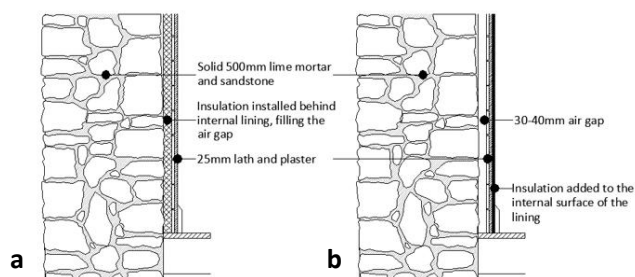 Solid 500mm lime mortar
and sandstone
Insulation installed behind
internal lining, filling the
air gap
25mm lath and plaster
30-40mm air gap
Insulation added to the
internal surface of the
lining
a
b